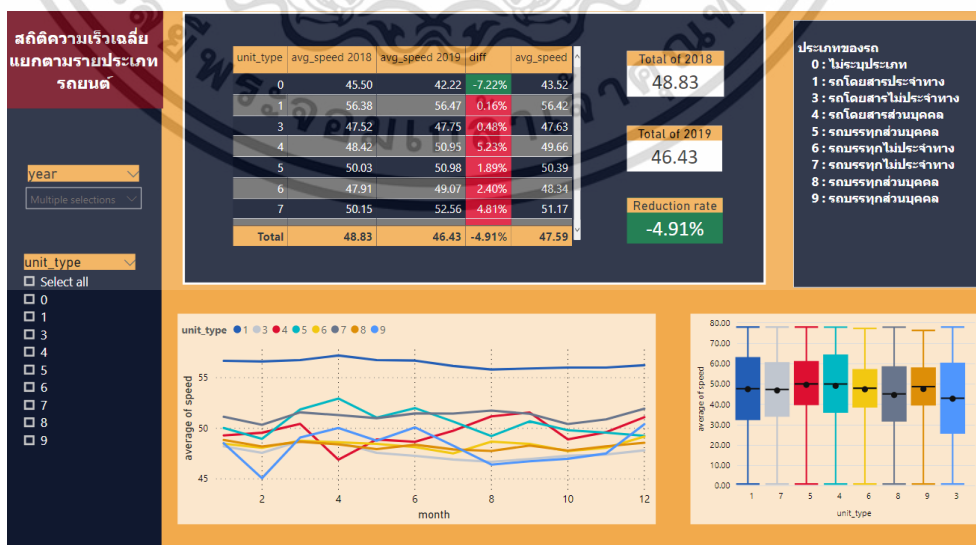 สถิติความเร็วเฉลี่ย
แยกตามรายประเภท
รถยนต์
year
Multiple selections
unit_type
Select all
0
1
3
4
5
6
7
8
9
unit_type avg_speed 2018 avg_speed 2019 diff avg_speed
0 45.50 42.22 -7.22% 43.52
1 56.38 56.47 0.16% 56.42
3 47.52 47.75 0.48% 47.63
4 48.42 50.95 5.23% 49.66
5 50.03 50.98 1.89% 50.39
6 47.91 49.07 2.40% 48.34
7 50.15 52.56 4.81% 51.17
Total 48.83 46.43 -4.91% 47.59
Total of 2018
48.83
Total of 2019
46.43
Reduction rate
-4.91%
ประเภทของรถ
0 : ไม่ระบุประเภท
1 : รถโดยสารประจำทาง
3 : รถโดยสารไม่ประจำทาง
4 : รถโดยสารส่วนบุคคล
5 : รถบรรทุกส่วนบุคคล
6 : รถบรรทุกไม่ประจำทาง
7 : รถบรรทุกไม่ประจำทาง
8 : รถบรรทุกส่วนบุคคล
9 : รถบรรทุกส่วนบุคคล
unit_type 1 3 4 5 6 7 8 9
average of speed
55
50
45
2 4 6 8 10 12
month
average of speed
80.00
70.00
60.00
50.00
40.00
30.00
20.00
10.00
0.00
1 7 5 4 6 8 9 3
unit_type